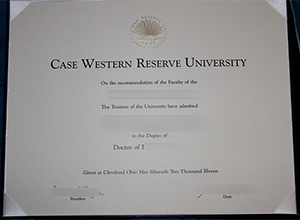 CASE WESTERN RESERVE UNIVERSITY
On the recommendation of the Faculty of the
The Trustees of the University have admitted
to the Degree of
Doctor of
Given at Cleveland Ohio May fifteenth Two Thousand Eleven
President
Dean